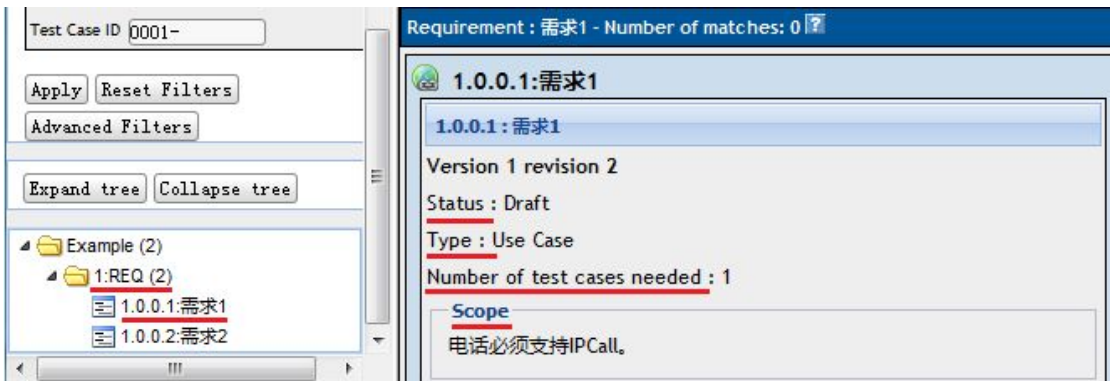 Test Case ID 0001-
Apply Reset Filters
Advanced Filters
Expand tree Collapse tree
Example (2)
1:REQ (2)
1.0.0.1:需求1
1.0.0.2:需求2
Requirement : 需求1 - Number of matches: 0 ?
1.0.0.1:需求1
1.0.0.1 : 需求1
Version 1 revision 2
Status : Draft
Type : Use Case
Number of test cases needed : 1
Scope
电话必须支持IPCall。